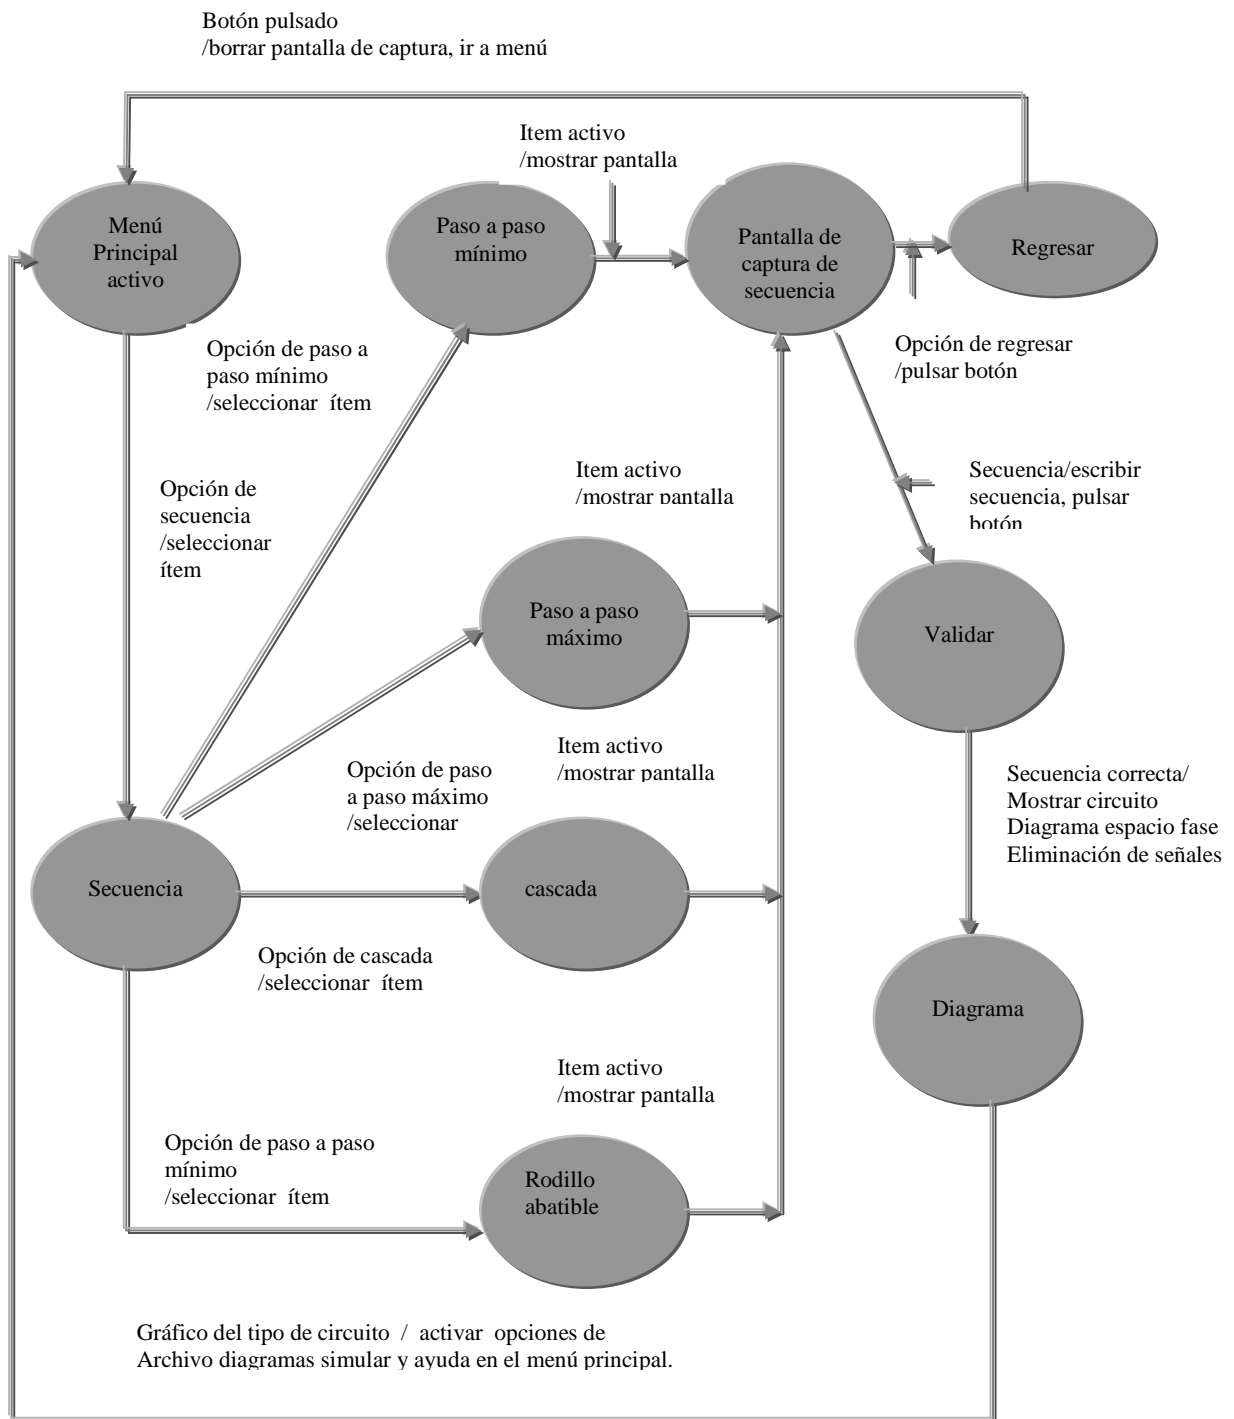 Botón pulsado
/borrar pantalla de captura, ir a menú
Item activo
/mostrar pantalla
Menú
Principal
activo
Paso a paso
mínimo
Pantalla de
captura de
secuencia
Regresar
Opción de paso a
paso mínimo
/seleccionar ítem
Opción de regresar
/pulsar botón
Opción de
secuencia
/seleccionar
ítem
Item activo
/mostrar pantalla
Secuencia/escribir
secuencia, pulsar
botón
Paso a paso
máximo
Validar
Item activo
/mostrar pantalla
Opción de paso
a paso máximo
/seleccionar
Secuencia correcta/
Mostrar circuito
Diagrama espacio fase
Eliminación de señales
Secuencia
cascada
Opción de cascada
/seleccionar ítem
Diagrama
Item activo
/mostrar pantalla
Opción de paso a paso
mínimo
/seleccionar ítem
Rodillo
abatible
Gráfico del tipo de circuito / activar opciones de
Archivo diagramas simular y ayuda en el menú principal.